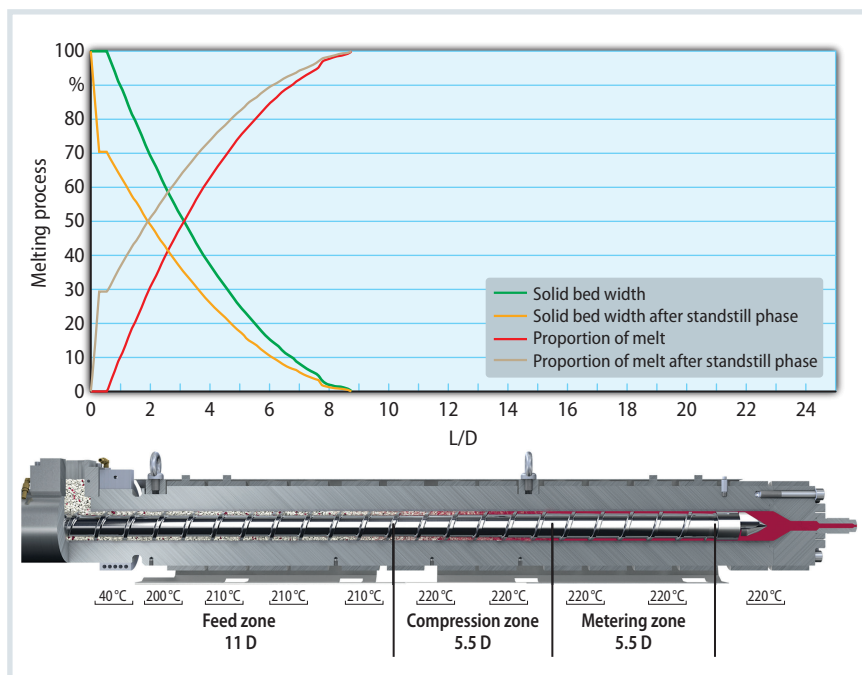 100
%
80
70
60
50
40
30
20
10
0
Melting process
0 2 4 6 8 10 12 14 16 18 20 22 24
L/D
Solid bed width
Solid bed width after standstill phase
Proportion of melt
Proportion of melt after standstill phase
40 °C 200 °C 210 °C 210 °C 210 °C 220 °C 220 °C 220 °C 220 °C 220 °C
Feed zone Compression zone Metering zone
11 D 5.5 D 5.5 D